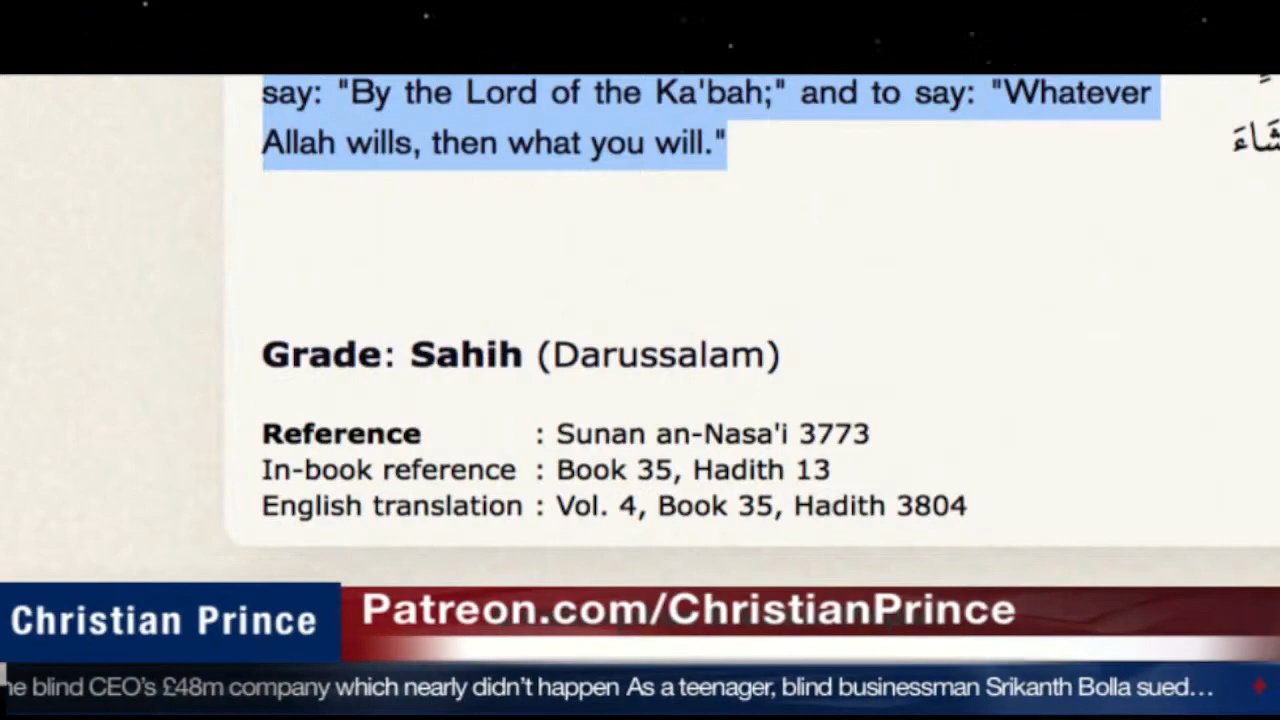 say: "By the Lord of the Ka'bah;" and to say: "Whatever
Allah wills, then what you will."
شَاءَ
Grade: Sahih (Darussalam)
Reference : Sunan an-Nasa'i 3773
In-book reference : Book 35, Hadith 13
English translation : Vol. 4, Book 35, Hadith 3804
Christian Prince
Patreon.com/ChristianPrince
he blind CEO's £48m company which nearly didn't happen As a teenager, blind businessman Srikanth Bolla sued...